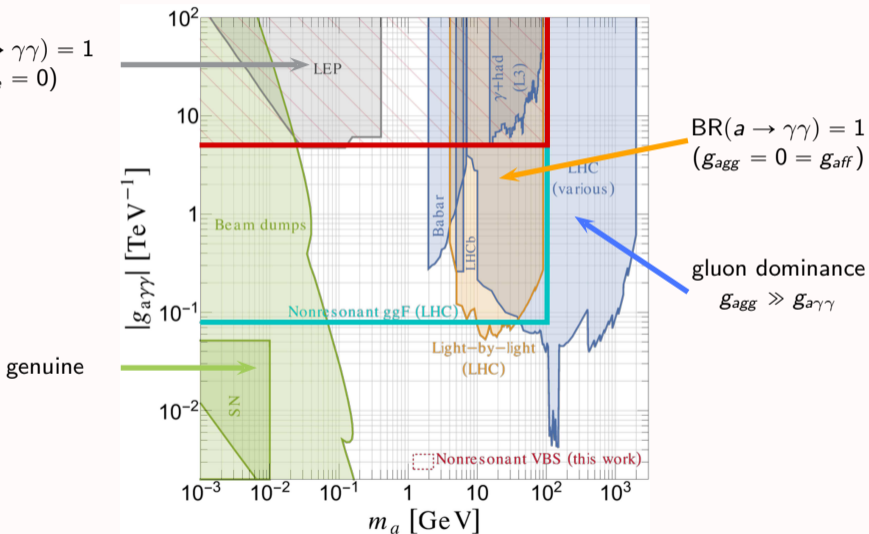 → γγ) = 1
= 0)
genuine
|g_aγγ| [TeV⁻¹]
10²
10
1
10⁻¹
10⁻²
LEP
γ+had
(L3)
Babar
LHCb
LHC
(various)
Beam dumps
Nonresonant ggF (LHC)
Light-by-light
(LHC)
SN
Nonresonant VBS (this work)
10⁻³ 10⁻² 10⁻¹ 1 10 10² 10³
m_a [GeV]
BR(a → γγ) = 1
(g_agg = 0 = g_aff)
gluon dominance
g_agg ≫ g_aγγ